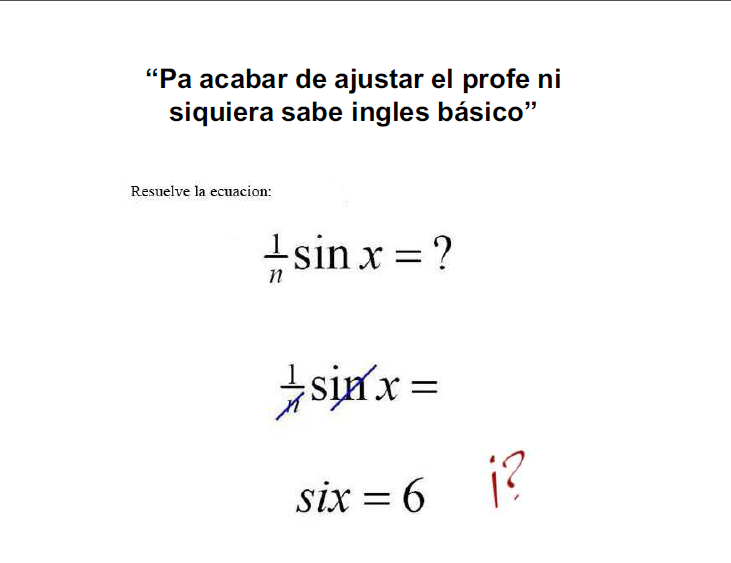 “Pa acabar de ajustar el profe ni
siquiera sabe ingles básico”
Resuelve la ecuacion:
1/n sin x = ?
1/n sin x =
six = 6 ¡?